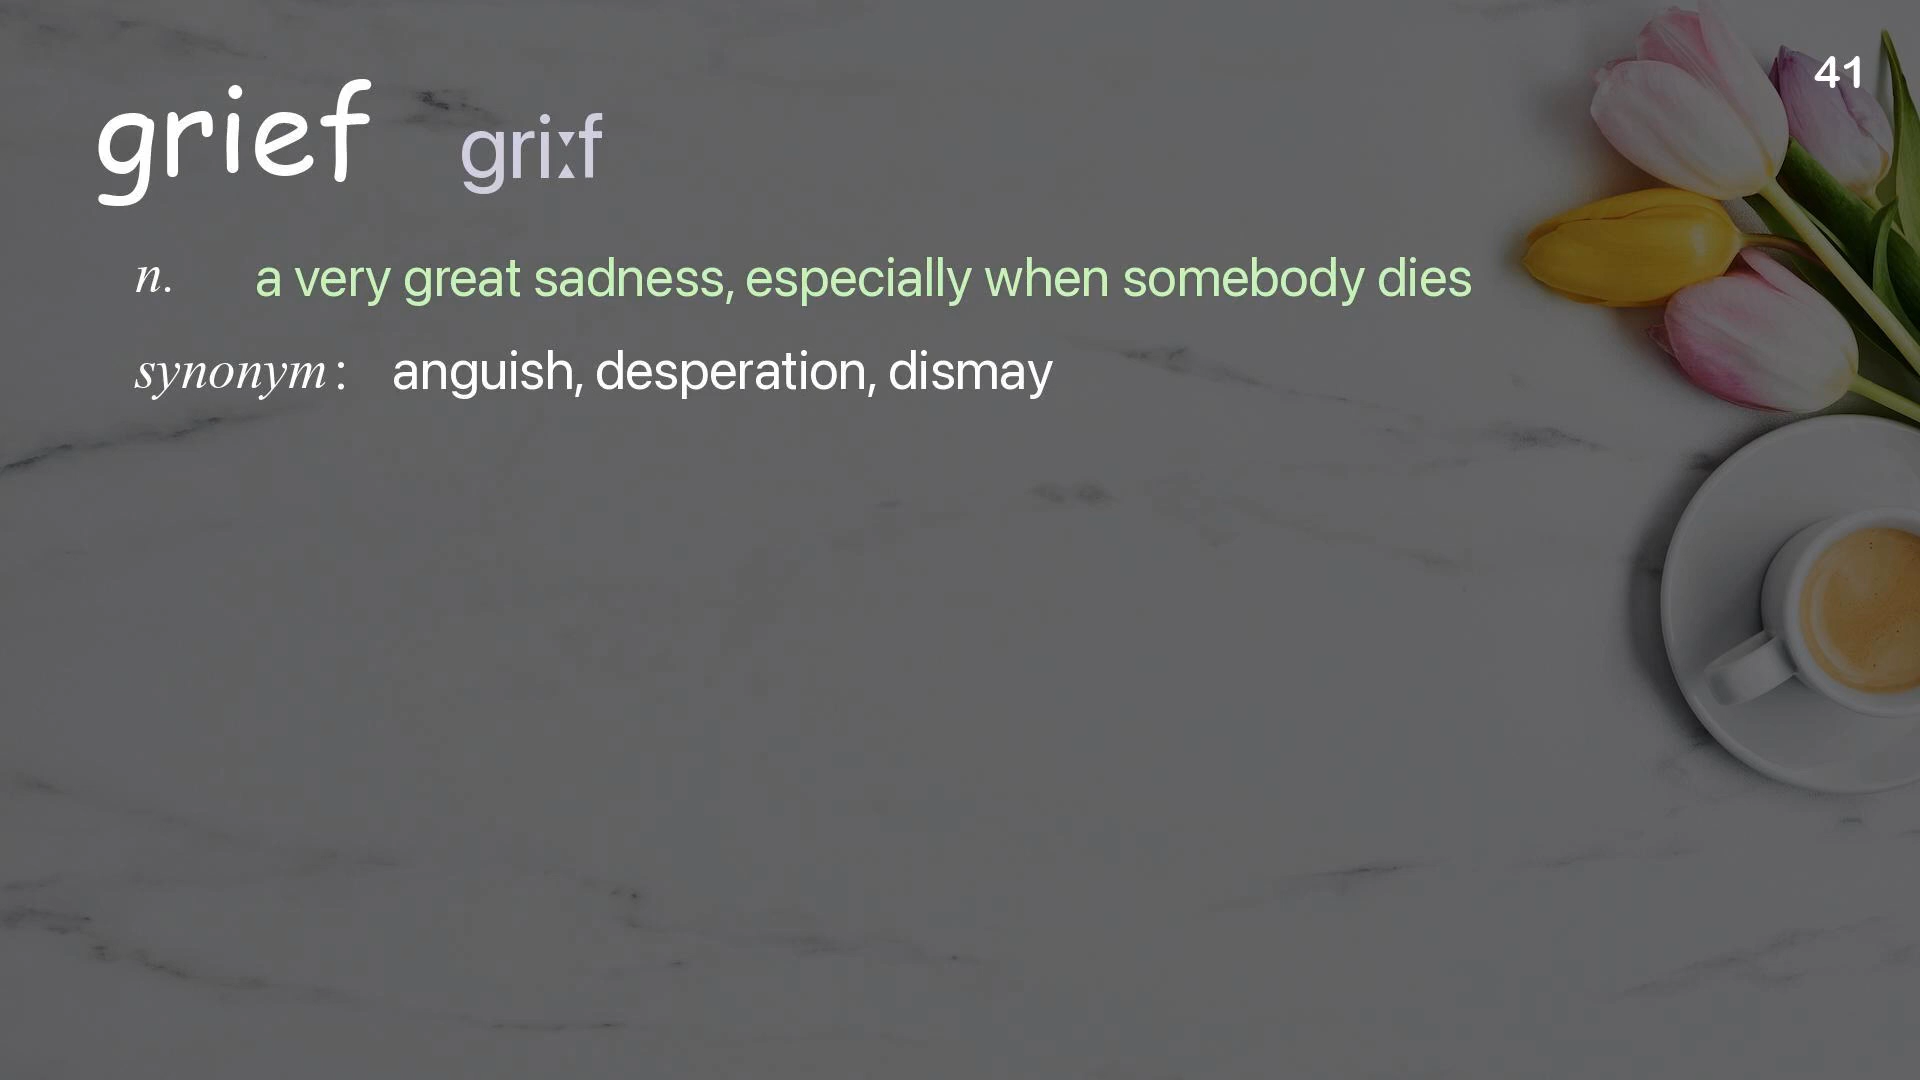 41
grief griːf
n. a very great sadness, especially when somebody dies
synonym : anguish, desperation, dismay